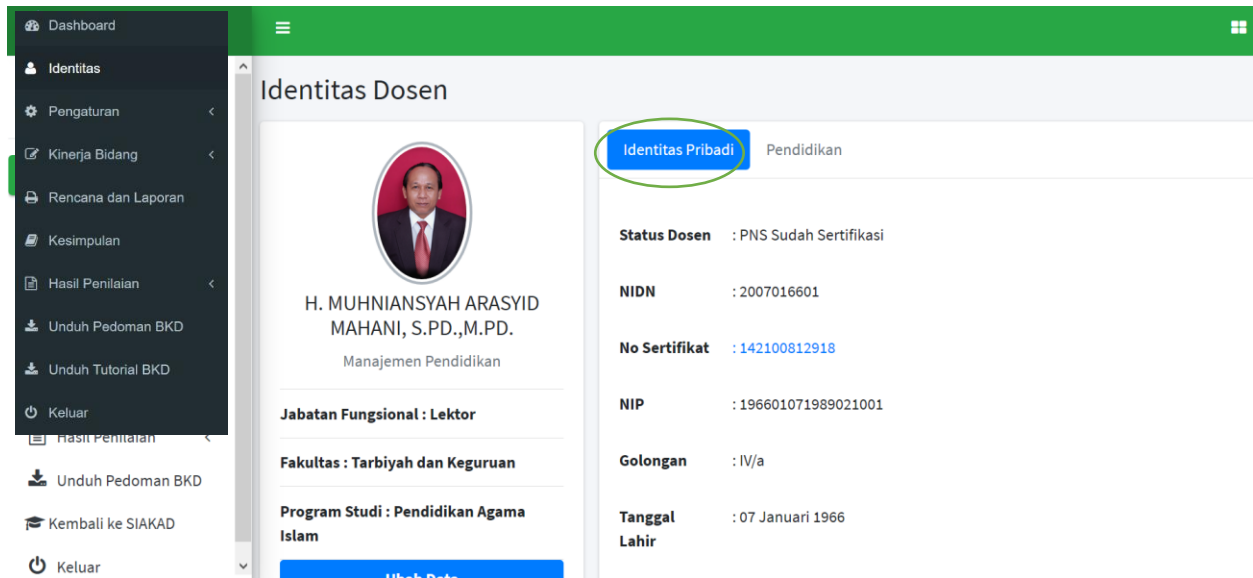 Dashboard
Identitas
Pengaturan
Kinerja Bidang
Rencana dan Laporan
Kesimpulan
Hasil Penilaian
Unduh Pedoman BKD
Unduh Tutorial BKD
Keluar
Hasil Penilaian
Unduh Pedoman BKD
Kembali ke SIAKAD
Keluar
Identitas Dosen
H. MUHNIANSYAH ARASYID
MAHANI, S.PD.,M.PD.
Manajemen Pendidikan
Jabatan Fungsional : Lektor
Fakultas : Tarbiyah dan Keguruan
Program Studi : Pendidikan Agama
Islam
Ubah Data
Identitas Pribadi Pendidikan
Status Dosen : PNS Sudah Sertifikasi
NIDN : 2007016601
No Sertifikat : 142100812918
NIP : 196601071989021001
Golongan : IV/a
Tanggal : 07 Januari 1966
Lahir